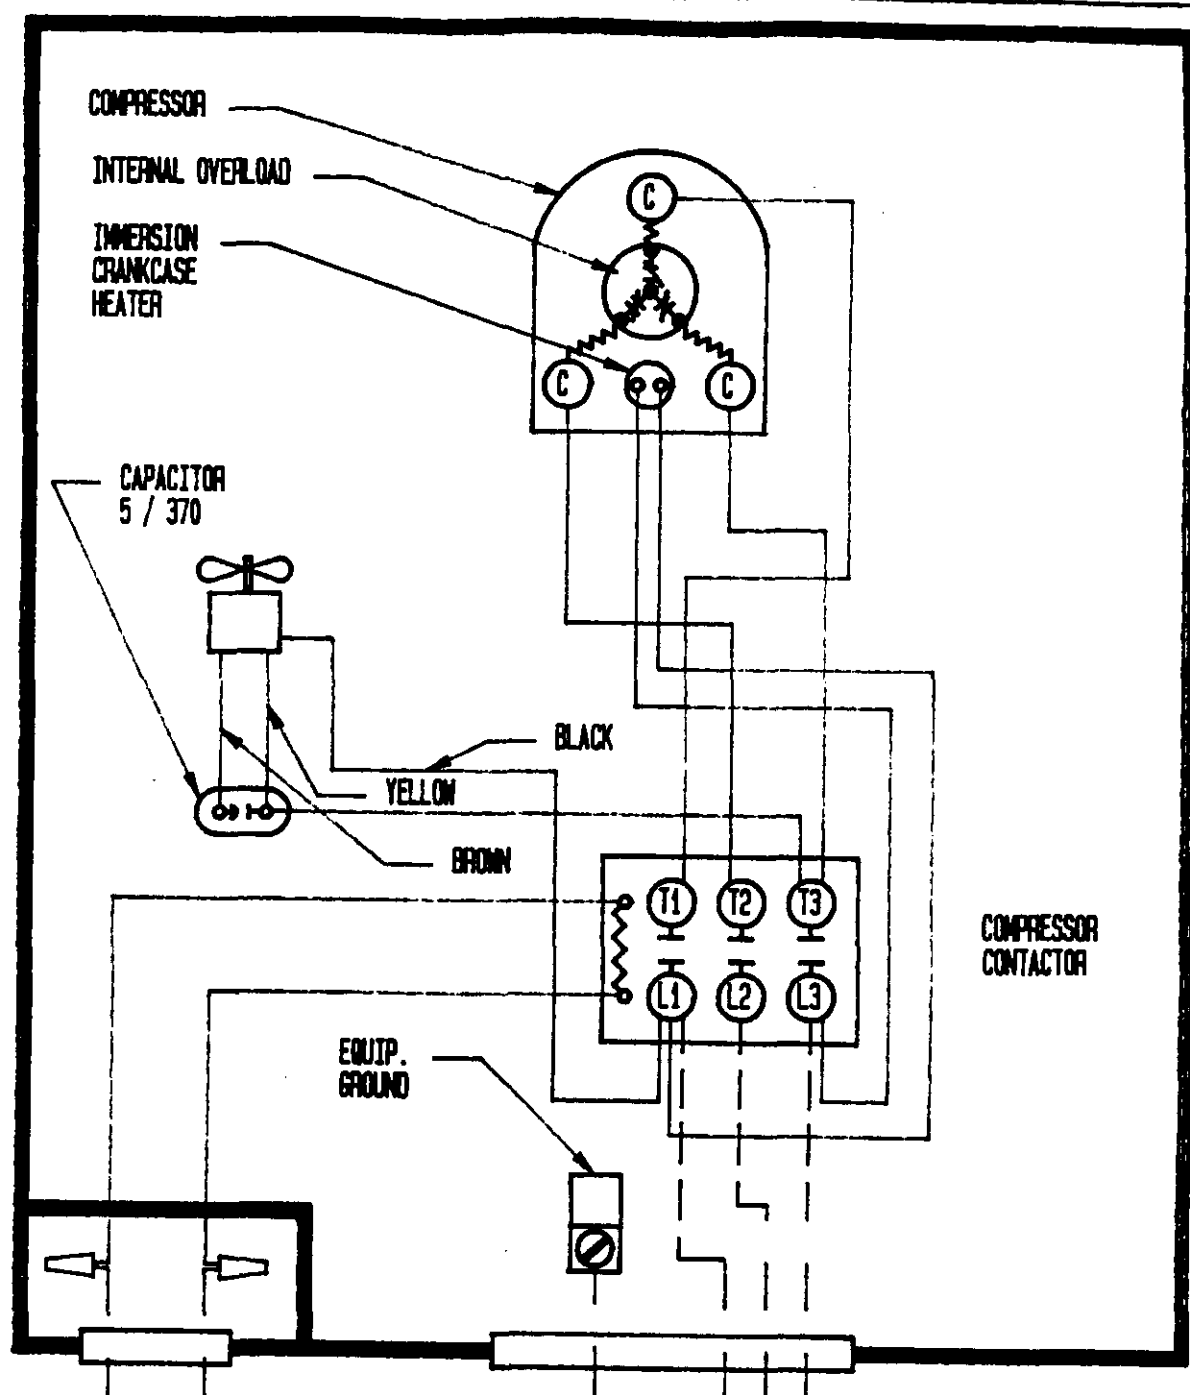 COMPRESSOR
INTERNAL OVERLOAD
IMMERSION
CRANKCASE
HEATER
C
C
C
CAPACITOR
5 / 370
BLACK
YELLOW
BROWN
T1 T2 T3
L1 L2 L3
COMPRESSOR
CONTACTOR
EQUIP.
GROUND